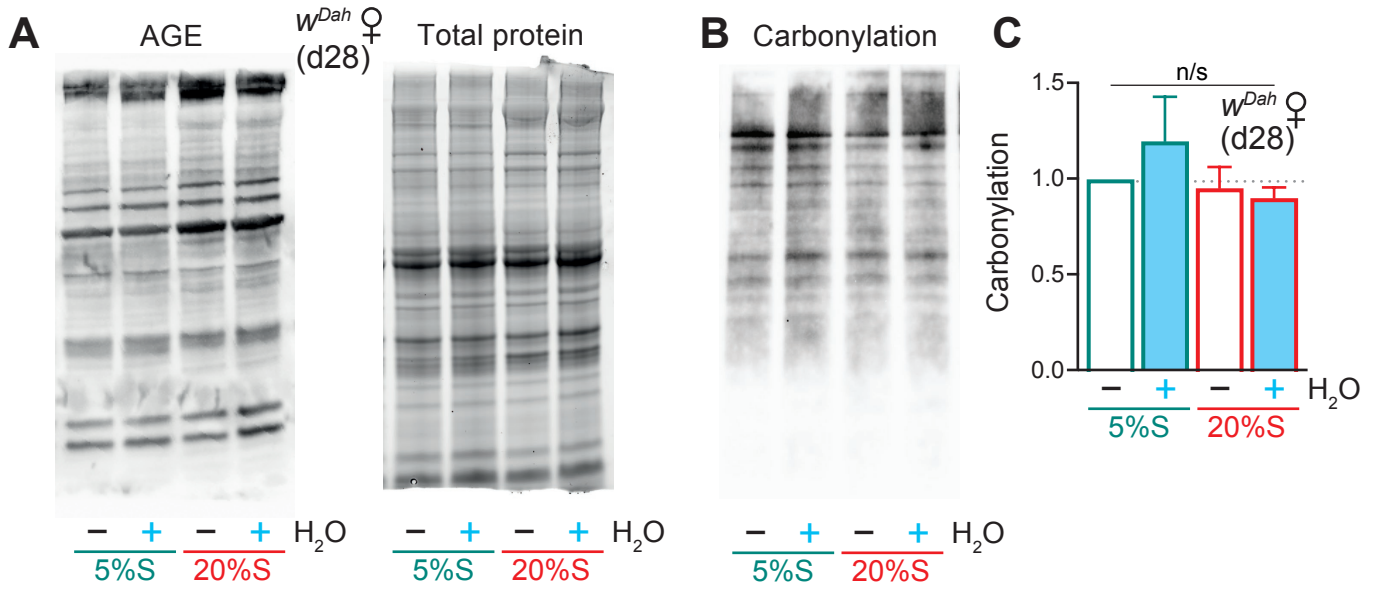 A
AGE
wDah ♀
(d28)
Total protein
− + − + H2O
5%S 20%S
− + − + H2O
5%S 20%S
B
Carbonylation
− + − + H2O
5%S 20%S
C
n/s
wDah ♀
(d28)
Carbonylation
1.5
1.0
0.5
0.0
− + − + H2O
5%S 20%S